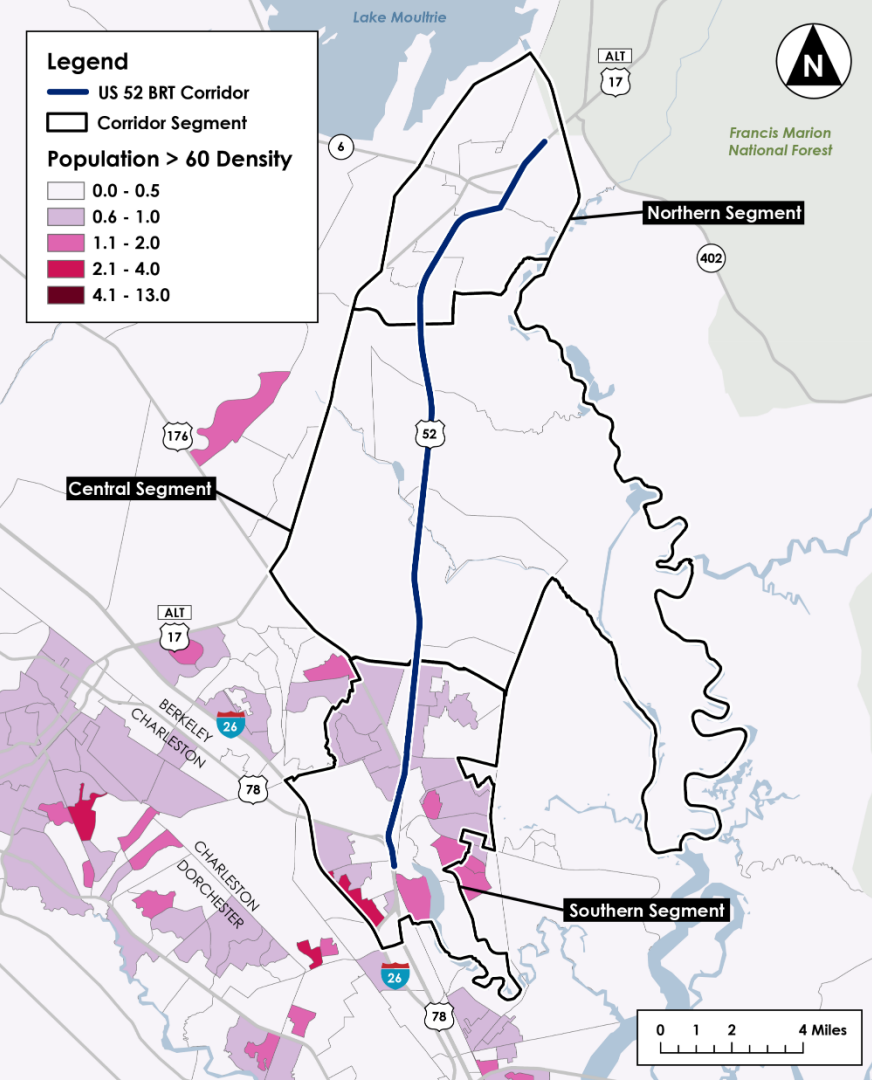 Lake Moultrie
Legend
US 52 BRT Corridor
Corridor Segment
Population > 60 Density
0.0 - 0.5
0.6 - 1.0
1.1 - 2.0
2.1 - 4.0
4.1 - 13.0
ALT
17
N
6
Francis Marion
National Forest
Northern Segment
402
176
52
Central Segment
ALT
17
BERKELEY
CHARLESTON
26
78
CHARLESTON
DORCHESTER
Southern Segment
26
78
0 1 2 4 Miles